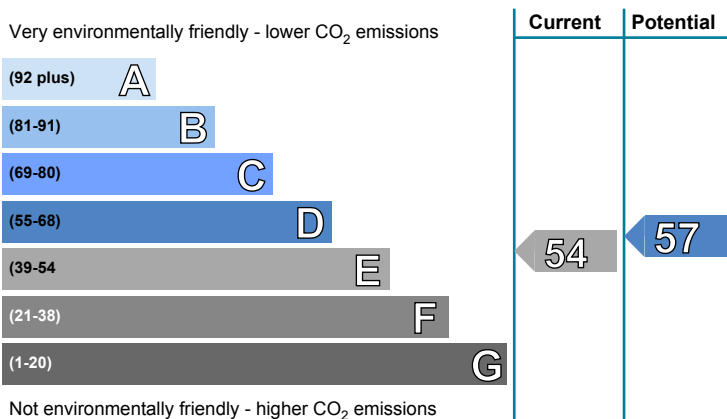 Current Potential
Very environmentally friendly - lower CO2 emissions
(92 plus) A
(81-91) B
(69-80) C
(55-68) D
(39-54 E
54
57
(21-38) F
(1-20) G
Not environmentally friendly - higher CO2 emissions